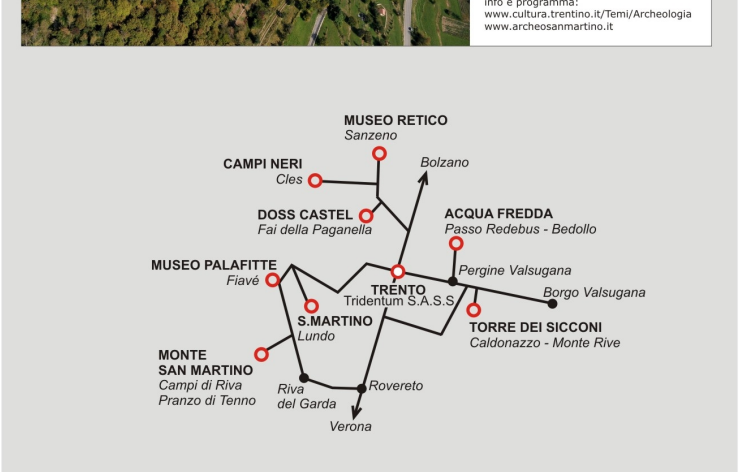 info e programma:
www.cultura.trentino.it/Temi/Archeologia
www.archeosanmartino.it
MUSEO RETICO
Sanzeno
CAMPI NERI
Cles
Bolzano
DOSS CASTEL
Fai della Paganella
ACQUA FREDDA
Passo Redebus - Bedollo
MUSEO PALAFITTE
Fiavé
TRENTO
Tridentum S.A.S.S
Pergine Valsugana
Borgo Valsugana
S.MARTINO
Lundo
TORRE DEI SICCONI
Caldonazzo - Monte Rive
MONTE
SAN MARTINO
Campi di Riva
Pranzo di Tenno
Riva
del Garda
Rovereto
Verona